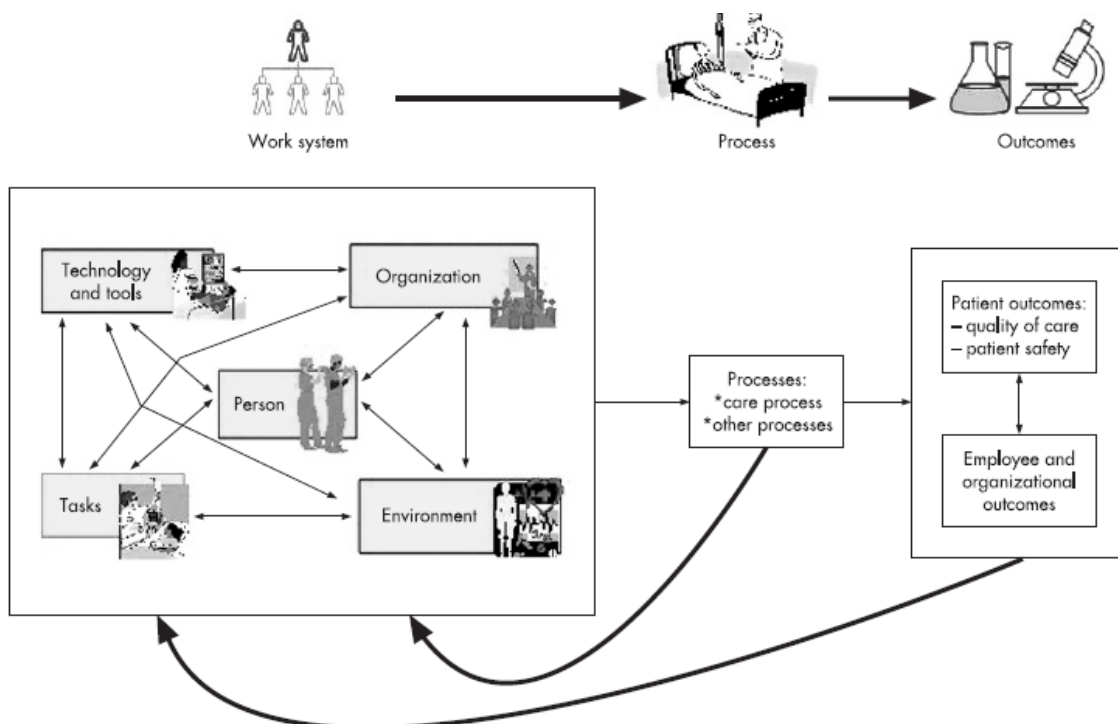 Work system
Process
Outcomes
Technology
and tools
Organization
Person
Tasks
Environment
Processes:
*care process
*other processes
Patient outcomes:
– quality of care
– patient safety
Employee and
organizational
outcomes